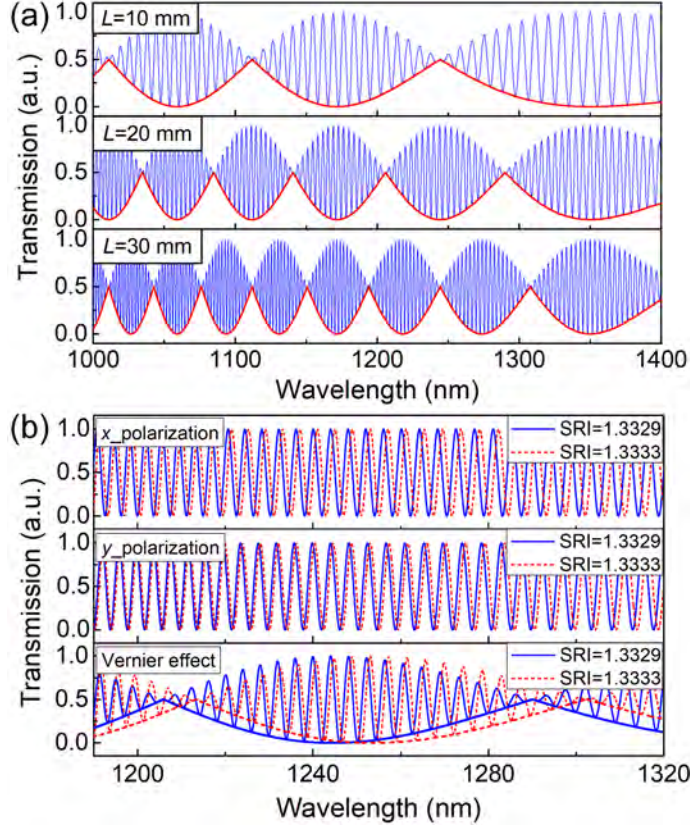 (a)
L=10 mm
1.0
0.5
0.0
L=20 mm
1.0
0.5
0.0
L=30 mm
1.0
0.5
0.0
Transmission (a.u.)
1000 1100 1200 1300 1400
Wavelength (nm)
(b)
x_polarization
SRI=1.3329
SRI=1.3333
1.0
0.5
0.0
y_polarization
SRI=1.3329
SRI=1.3333
1.0
0.5
0.0
Vernier effect
SRI=1.3329
SRI=1.3333
1.0
0.5
0.0
Transmission (a.u.)
1200 1240 1280 1320
Wavelength (nm)